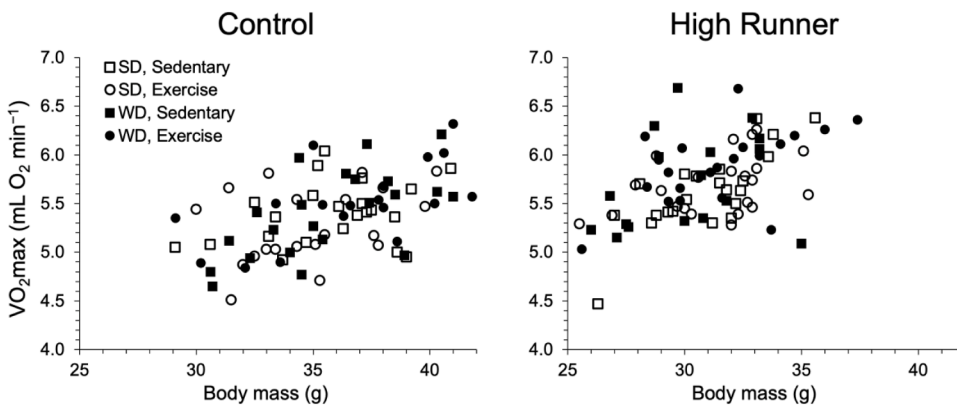 Control
High Runner
7.0
6.5
6.0
5.5
5.0
4.5
4.0
VO₂max (mL O₂ min⁻¹)
SD, Sedentary
SD, Exercise
WD, Sedentary
WD, Exercise
25
30
35
40
Body mass (g)
7.0
6.5
6.0
5.5
5.0
4.5
4.0
25
30
35
40
Body mass (g)